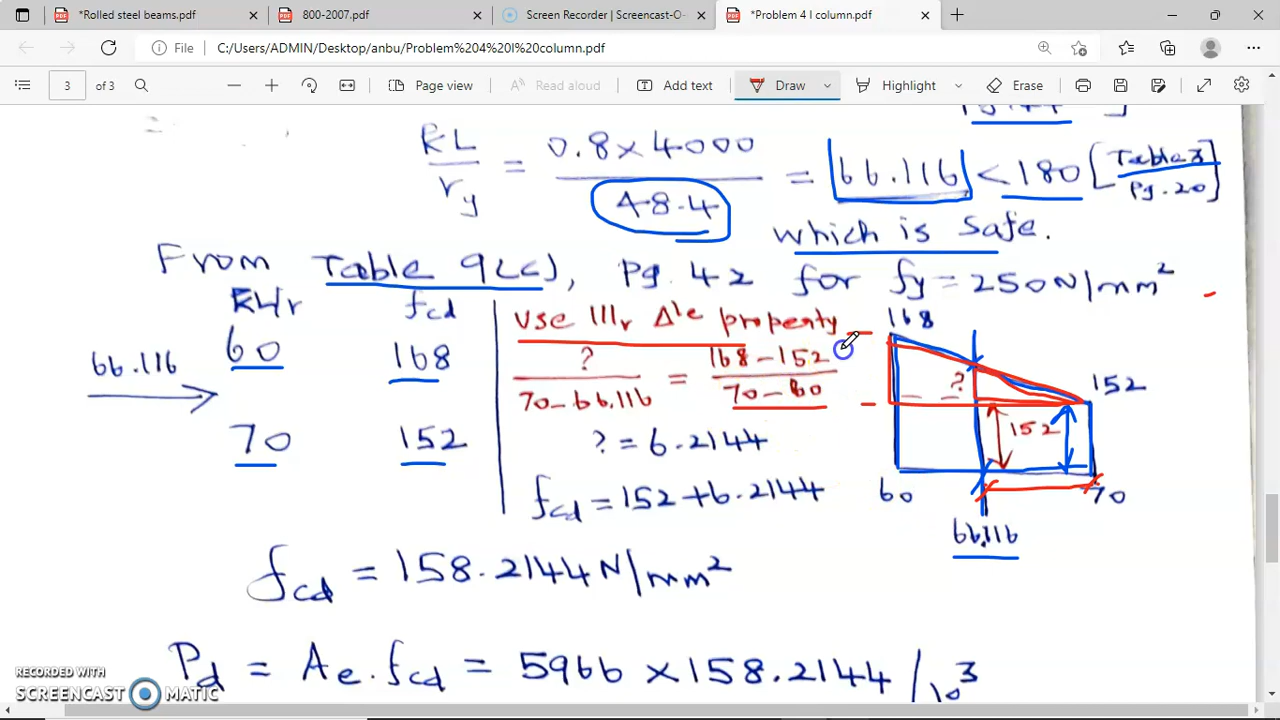 *Rolled steel beams.pdf
800-2007.pdf
Screen Recorder | Screencast-O-
*Problem 4 I column.pdf
File
C:/Users/ADMIN/Desktop/anbu/Problem%204%20I%20column.pdf
3 of 3
Read aloud
Add text
Draw
Highlight
Erase
KL/ry = 0.8 x 4000 / 48.4 = 66.116 < 180 [Table 3 Pg. 20]
which is safe.
From Table 9(c), Pg. 42 for fy = 250 N/mm²
KL/r fcd
66.116
60 168
70 152
Use lllr Δle property
?/70-66.116 = 168-152/70-60
? = 6.2144
fcd = 152 + 6.2144
168
152
?
152
60
70
66.116
fcd = 158.2144 N/mm²
Pd = Ae.fcd = 5966 x 158.2144 / 10³
RECORDED WITH
SCREENCAST MATIC